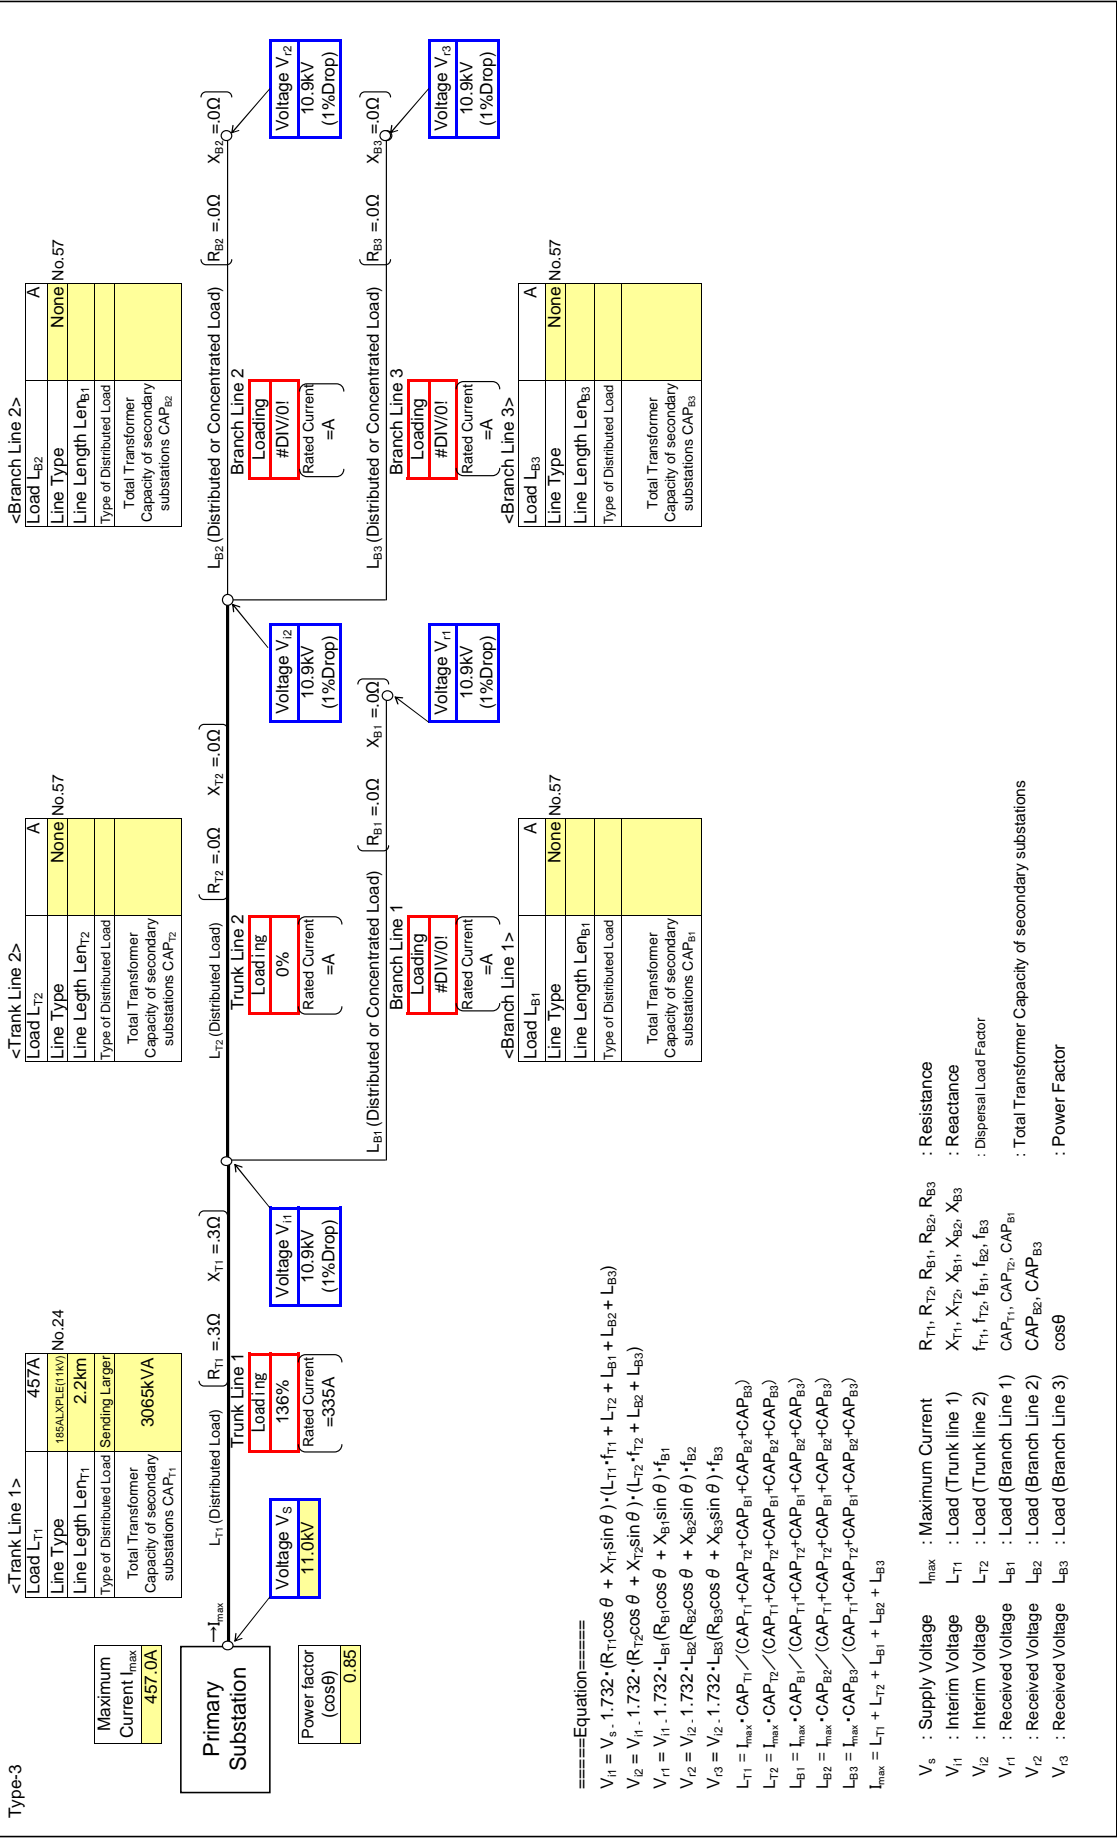 Type-3
Maximum
Current Imax
457.0A
Primary
Substation
Power factor
(cosθ)
0.85
→Imax
Voltage VS
11.0kV
<Trank Line 1>
Load LT1 457A
Line Type 185ALXPLE(11kV) No.24
Line Length LenT1 2.2km
Type of Distributed Load Sending Larger
Total Transformer
Capacity of secondary
substations CAPT1
3065kVA
LT1 (Distributed Load)
RT1 =.3Ω XT1 =.3Ω
Trunk Line 1
Loading
136%
Rated Current
=335A
Voltage Vi1
10.9kV
(1%Drop)
<Trank Line 2>
Load LT2 A
Line Type None No.57
Line Legth LenT2
Type of Distributed Load
Total Transformer
Capacity of secondary
substations CAPT2
LT2 (Distributed Load)
RT2 =.0Ω XT2 =.0Ω
Trunk Line 2
Loading
0%
Rated Current
=A
Voltage Vi2
10.9kV
(1%Drop)
LB1 (Distributed or Concentrated Load)
RB1 =.0Ω XB1 =.0Ω
Branch Line 1
Loading
#DIV/0!
Rated Current
=A
Voltage Vr1
10.9kV
(1%Drop)
<Branch Line 1>
Load LB1 A
Line Type None No.57
Line Length LenB1
Type of Distributed Load
Total Transformer
Capacity of secondary
substations CAPB1
<Branch Line 2>
Load LB2 A
Line Type None No.57
Line Length LenB1
Type of Distributed Load
Total Transformer
Capacity of secondary
substations CAPB2
LB2 (Distributed or Concentrated Load)
RB2 =.0Ω XB2 =.0Ω
Branch Line 2
Loading
#DIV/0!
Rated Current
=A
Voltage Vr2
10.9kV
(1%Drop)
LB3 (Distributed or Concentrated Load)
RB3 =.0Ω XB3 =.0Ω
Branch Line 3
Loading
#DIV/0!
Rated Current
=A
Voltage Vr3
10.9kV
(1%Drop)
<Branch Line 3>
Load LB3 A
Line Type None No.57
Line Length LenB3
Type of Distributed Load
Total Transformer
Capacity of secondary
substations CAPB3
=====Equation=====
Vi1 = VS - 1.732・(RT1cos θ + XT1sin θ)・(LT1・fT1 + LT2 + LB1 + LB2 + LB3)
Vi2 = Vi1 - 1.732・(RT2cos θ + XT2sin θ)・(LT2・fT2 + LB2 + LB3)
Vr1 = Vi1 - 1.732・LB1(RB1cos θ + XB1sin θ)・fB1
Vr2 = Vi2 - 1.732・LB2(RB2cos θ + XB2sin θ)・fB2
Vr3 = Vi2 - 1.732・LB3(RB3cos θ + XB3sin θ)・fB3
LT1 = Imax・CAPT1／(CAPT1+CAPT2+CAPB1+CAPB2+CAPB3)
LT2 = Imax・CAPT2／(CAPT1+CAPT2+CAPB1+CAPB2+CAPB3)
LB1 = Imax・CAPB1／(CAPT1+CAPT2+CAPB1+CAPB2+CAPB3)
LB2 = Imax・CAPB2／(CAPT1+CAPT2+CAPB1+CAPB2+CAPB3)
LB3 = Imax・CAPB3／(CAPT1+CAPT2+CAPB1+CAPB2+CAPB3)
Imax = LT1 + LT2 + LB1 + LB2 + LB3
Vs : Supply Voltage Imax : Maximum Current RT1, RT2, RB1, RB2, RB3 : Resistance
Vi1 : Interim Voltage LT1 : Load (Trunk line 1) XT1, XT2, XB1, XB2, XB3 : Reactance
Vi2 : Interim Voltage LT2 : Load (Trunk line 2) fT1, fT2, fB1, fB2, fB3 : Dispersal Load Factor
Vr1 : Received Voltage LB1 : Load (Branch Line 1) CAPT1, CAPT2, CAPB1 : Total Transformer Capacity of secondary substations
Vr2 : Received Voltage LB2 : Load (Branch Line 2) CAPB2, CAPB3
Vr3 : Received Voltage LB3 : Load (Branch Line 3) cosθ : Power Factor